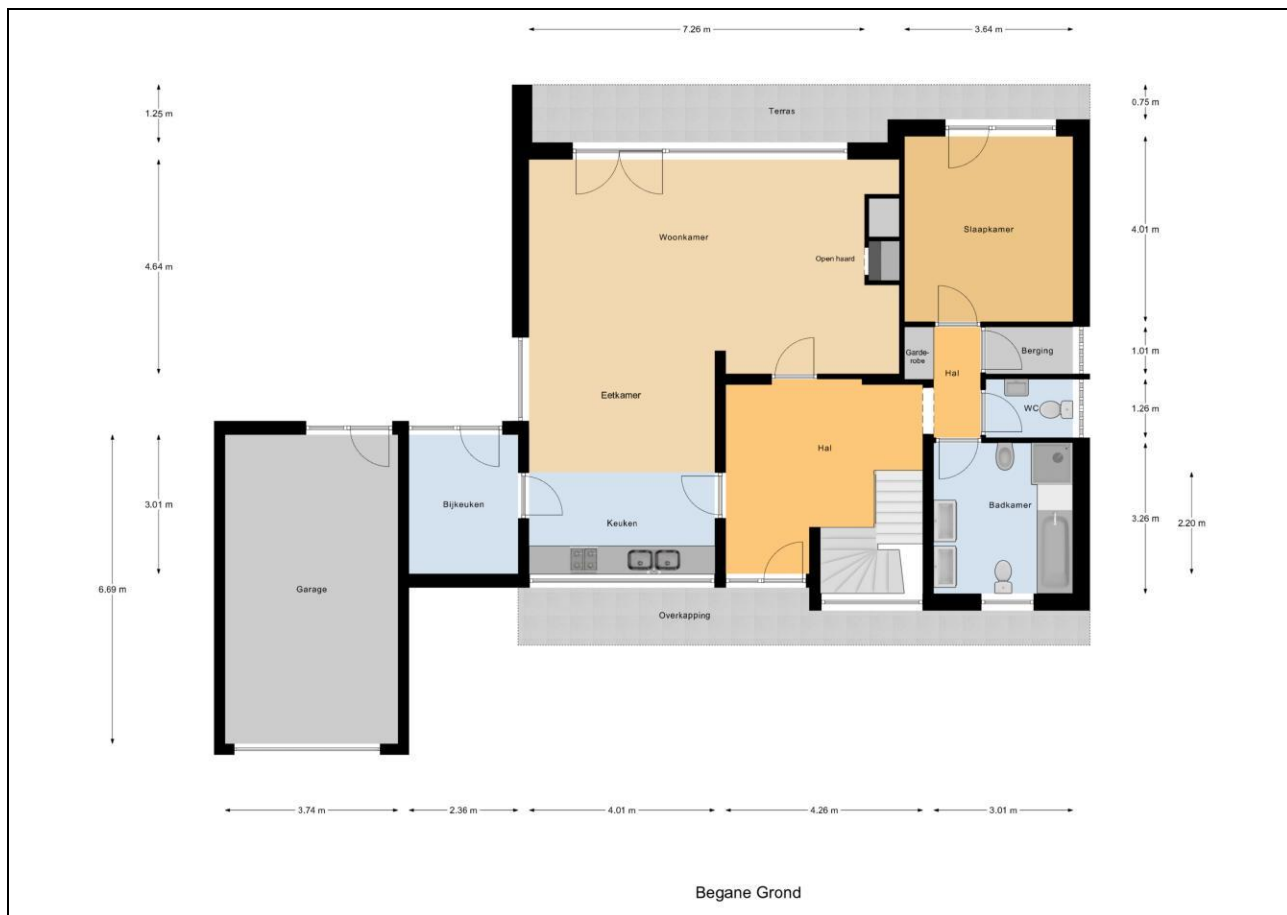 7.26 m
3.64 m
1.25 m
Terras
0.75 m
Woonkamer
Slaapkamer
4.01 m
Open haard
4.64 m
Garde-
robe
Berging
1.01 m
Hal
Eetkamer
WC
1.26 m
Hal
3.01 m
Bijkeuken
Keuken
Badkamer
3.26 m
2.20 m
6.69 m
Garage
Overkapping
3.74 m
2.36 m
4.01 m
4.26 m
3.01 m
Begane Grond